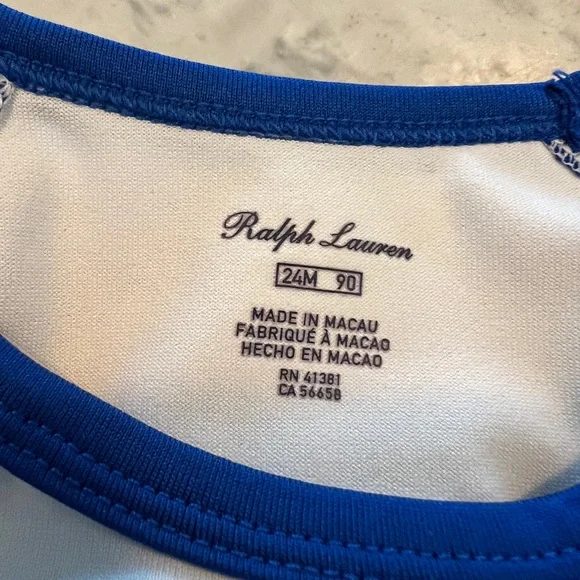 Ralph Lauren
24M 90
MADE IN MACAU
FABRIQUÉ À MACAO
HECHO EN MACAO
RN 41381
CA 56658